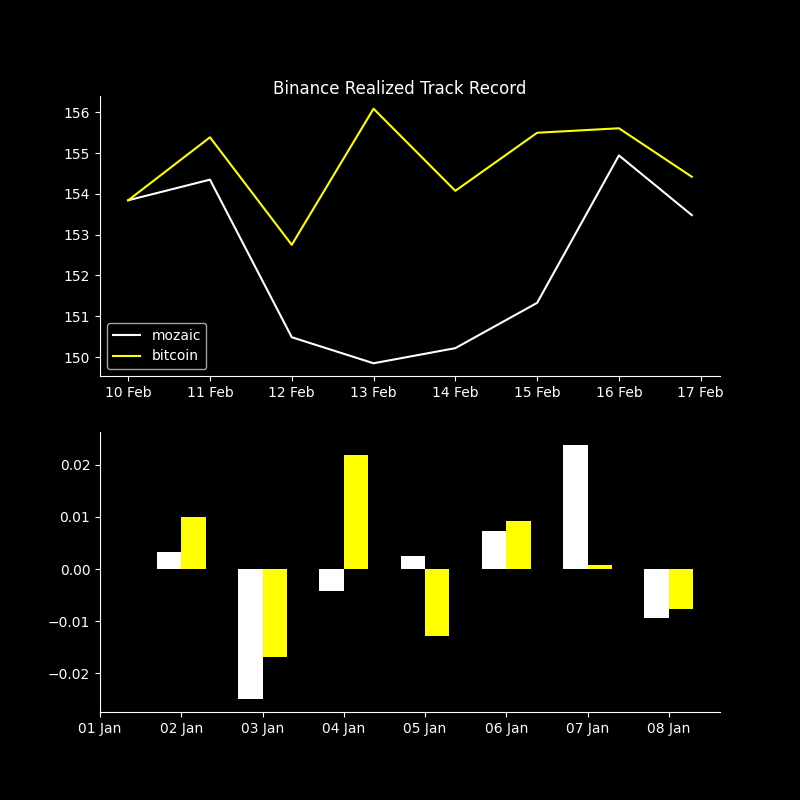 Binance Realized Track Record
156
155
154
153
152
151
150
mozaic
bitcoin
10 Feb 11 Feb 12 Feb 13 Feb 14 Feb 15 Feb 16 Feb 17 Feb
0.02
0.01
0.00
−0.01
−0.02
01 Jan 02 Jan 03 Jan 04 Jan 05 Jan 06 Jan 07 Jan 08 Jan